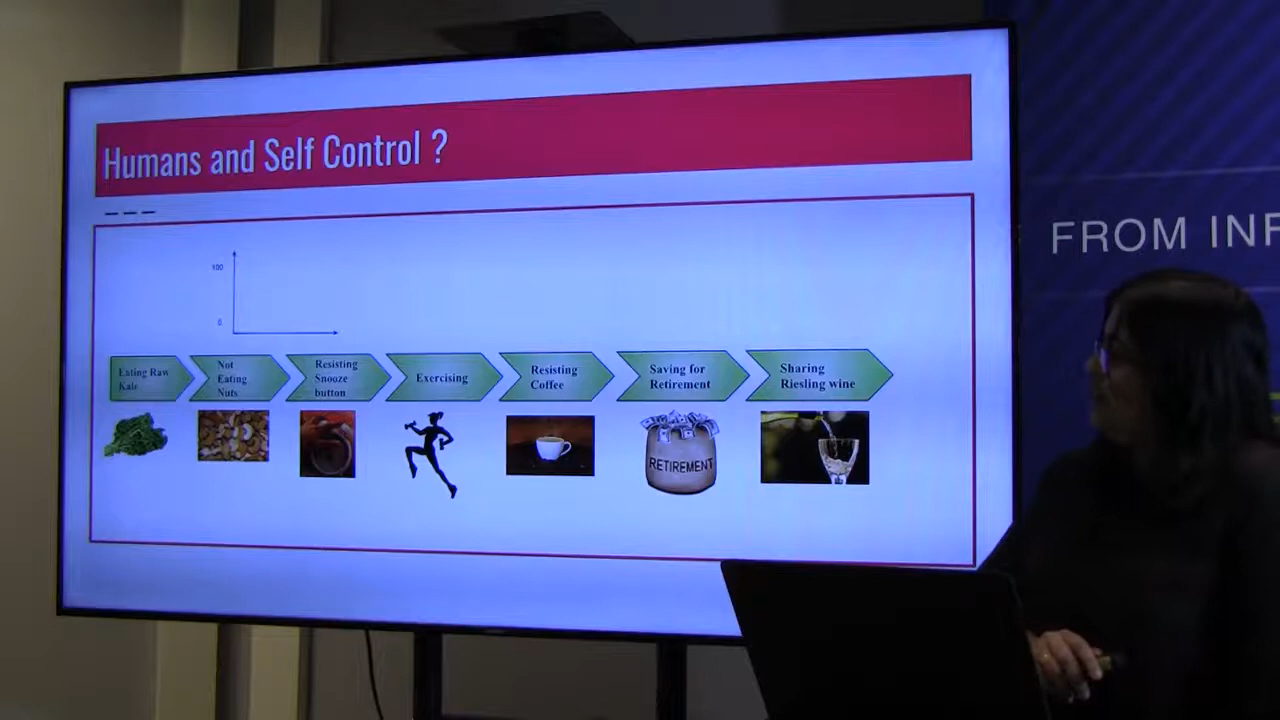 Humans and Self Control ?
100
0
Eating Raw
Kale
Not
Eating
Nuts
Resisting
Snooze
button
Exercising
Resisting
Coffee
Saving for
Retirement
Sharing
Riesling wine
RETIREMENT
FROM